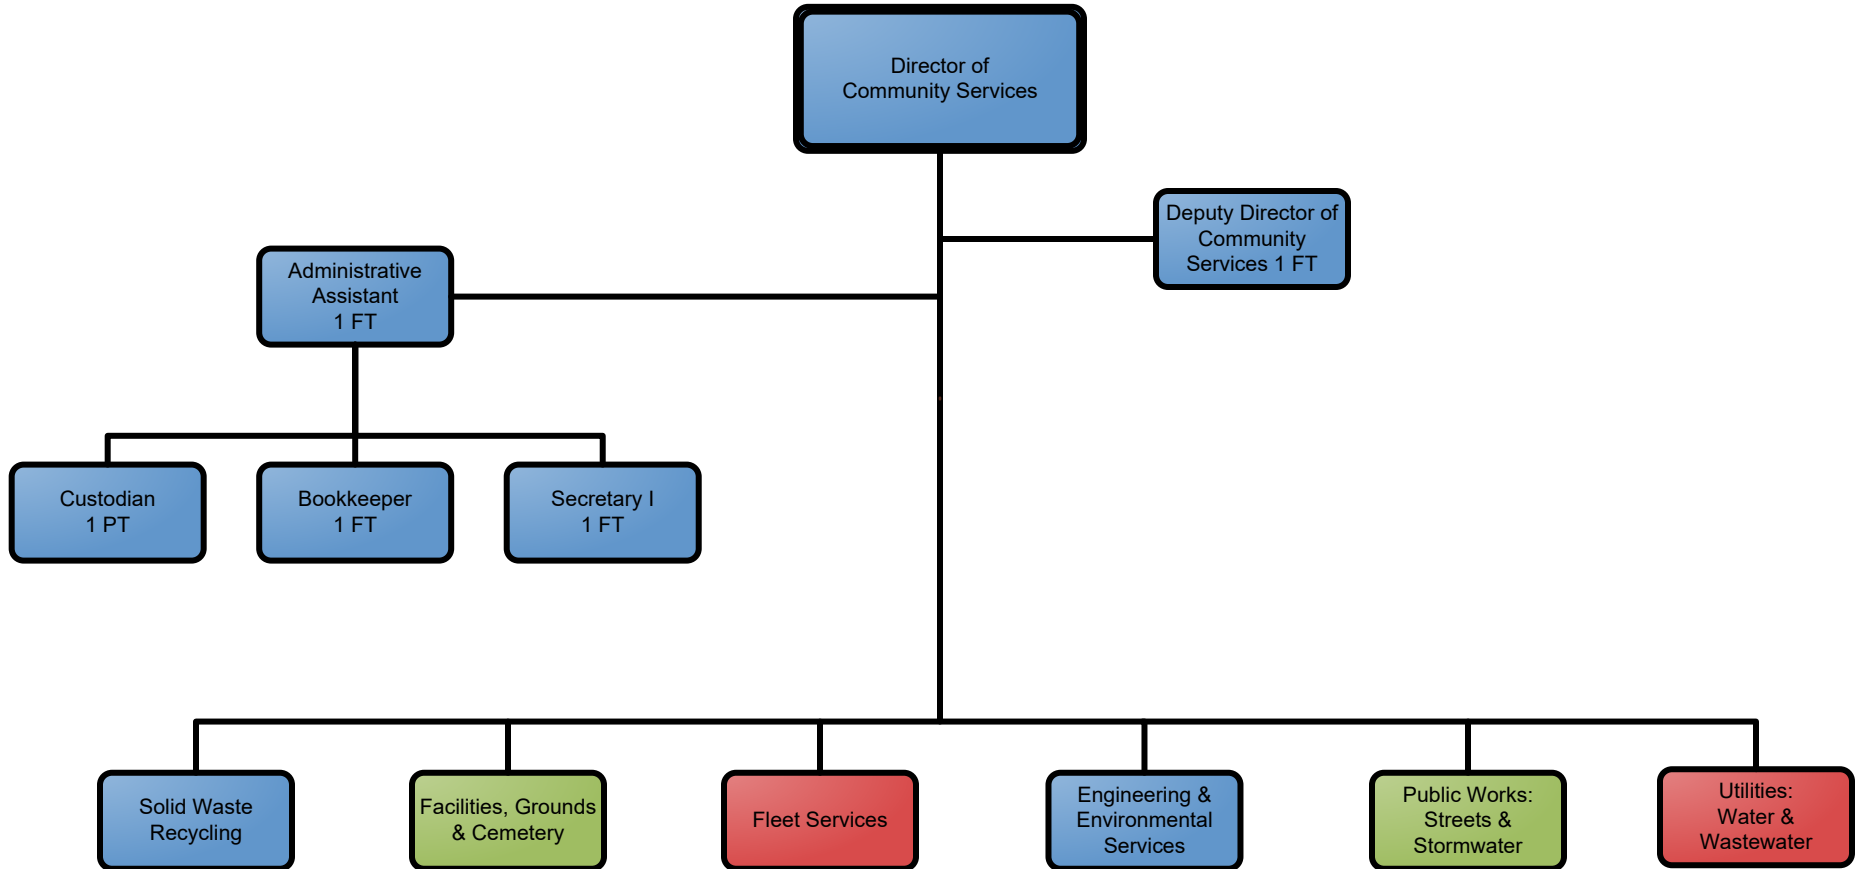 Director of
Community Services
Deputy Director of
Community
Services 1 FT
Administrative
Assistant
1 FT
Custodian
1 PT
Bookkeeper
1 FT
Secretary I
1 FT
Solid Waste
Recycling
Facilities, Grounds
& Cemetery
Fleet Services
Engineering &
Environmental
Services
Public Works:
Streets &
Stormwater
Utilities:
Water &
Wastewater